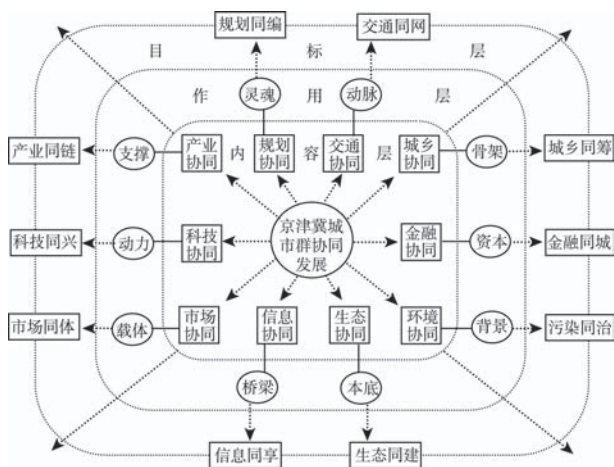 规划同编
交通同网
目 标 层
作 用 层
灵魂
动脉
产业同链
支撑
产业
协同
内 容 层
规划
协同
交通
协同
城乡
协同
骨架
城乡同筹
京津冀城
市群协同
发展
科技同兴
动力
科技
协同
金融
协同
资本
金融同城
市场同体
载体
市场
协同
信息
协同
生态
协同
环境
协同
背景
污染同治
桥梁
本底
信息同享
生态同建